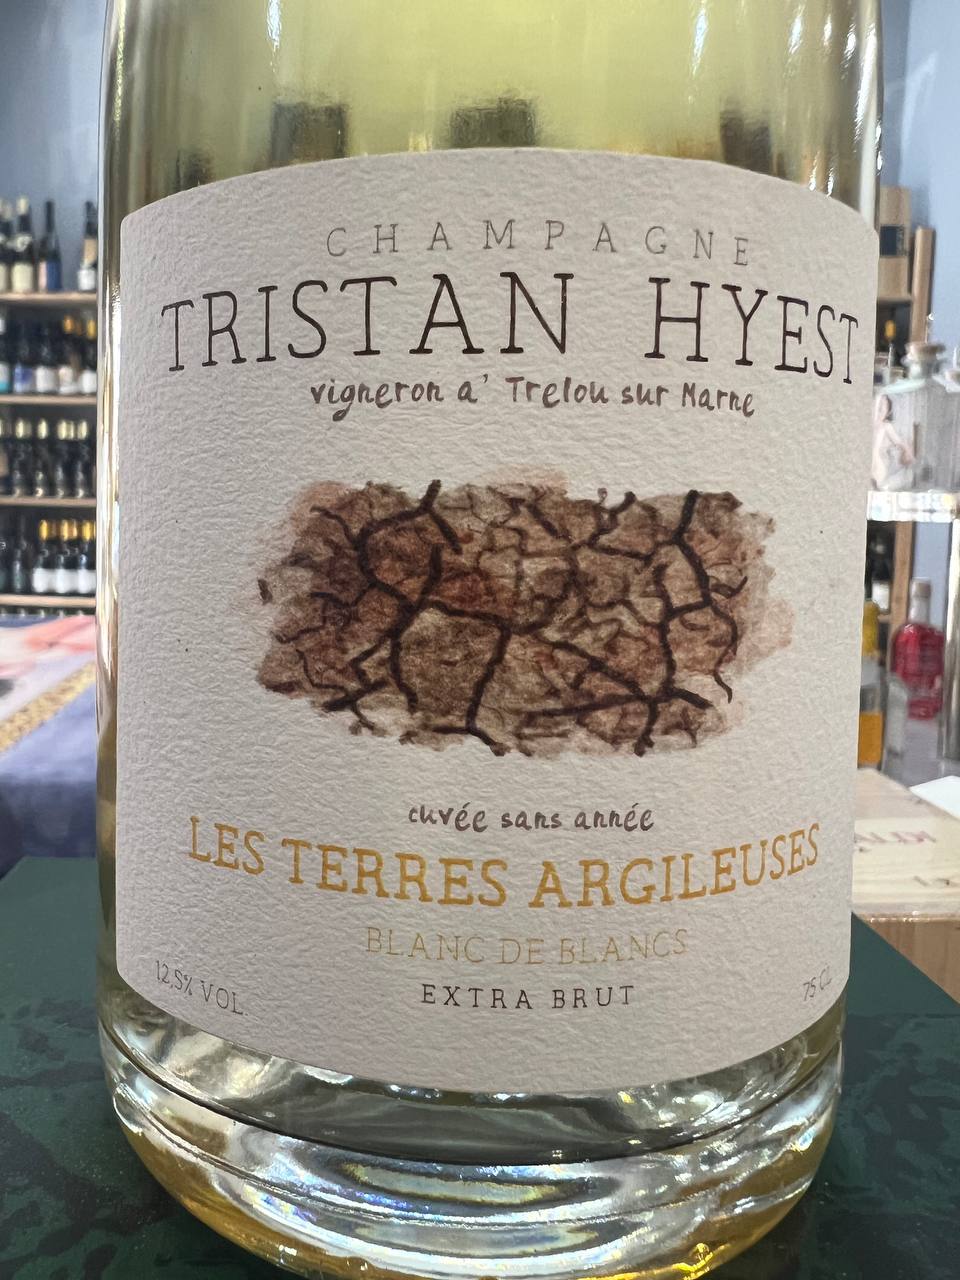 CHAMPAGNE
TRISTAN HYEST
vigneron a' Trelou sur Marne
cuvée sans année
LES TERRES ARGILEUSES
BLANC DE BLANCS
EXTRA BRUT
12,5% VOL.
75 CL